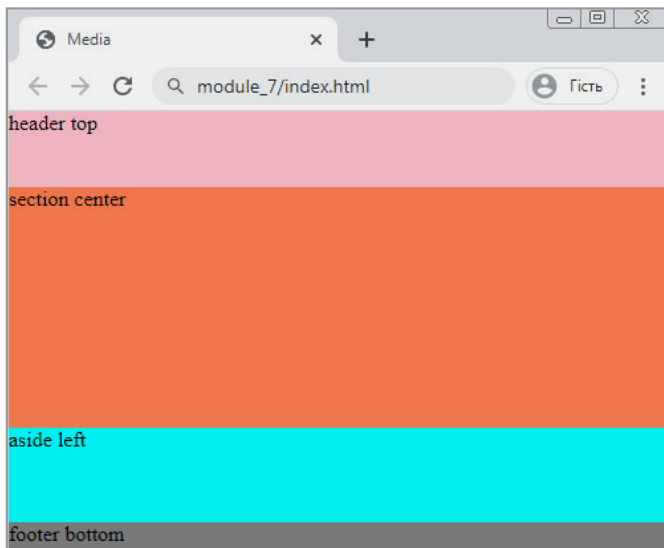 Media
module_7/index.html
Гість
header top
section center
aside left
footer bottom